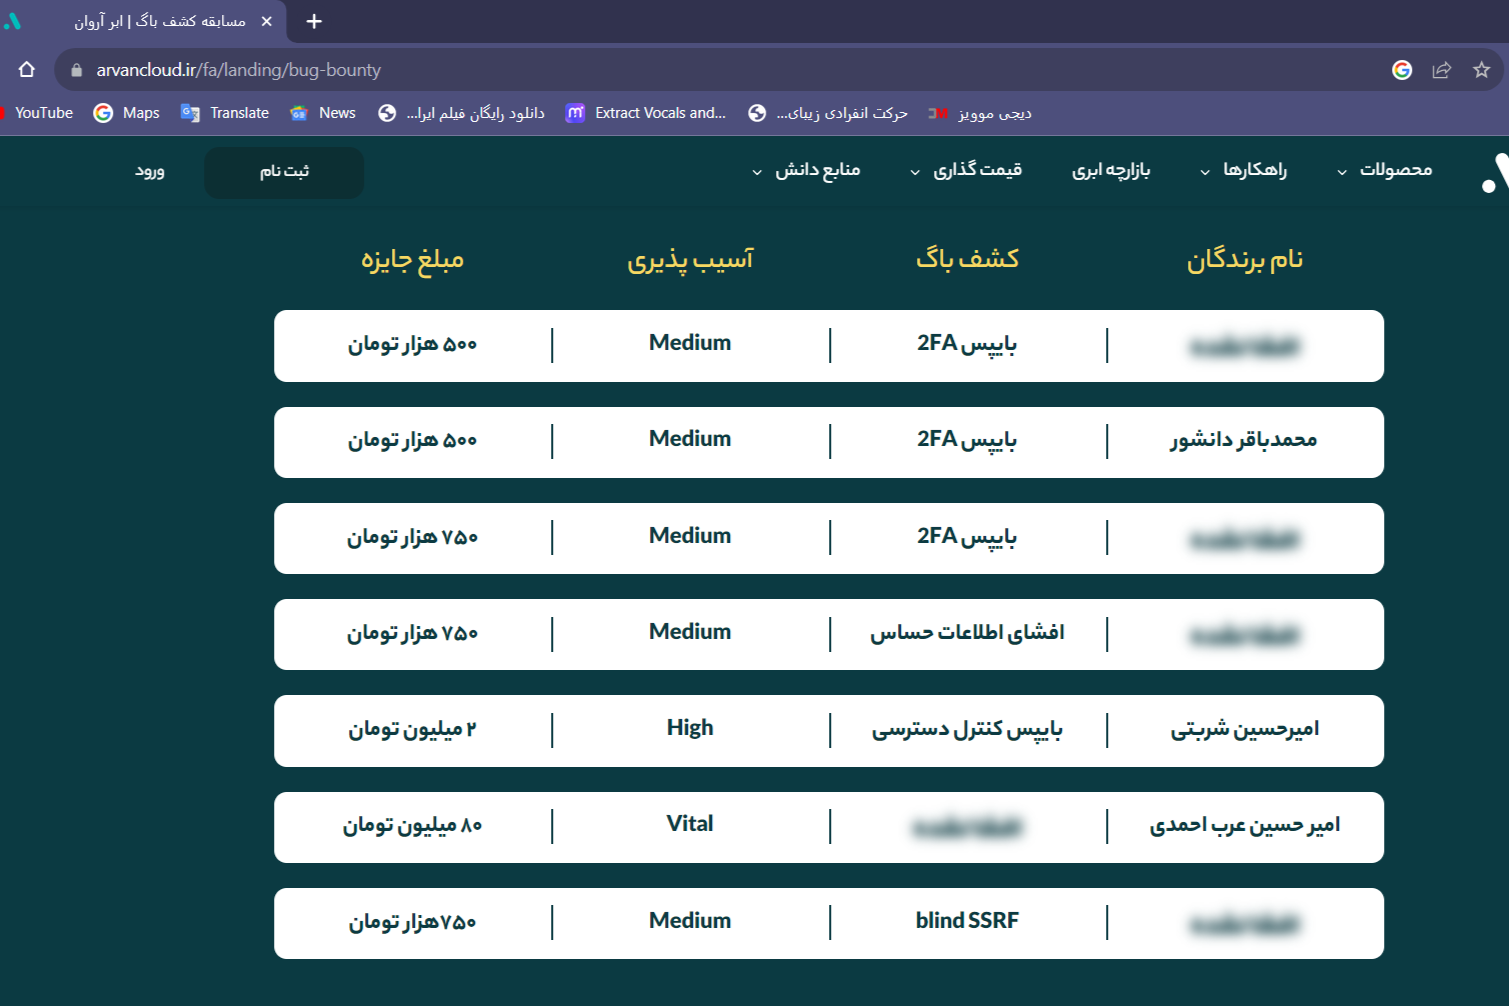 مسابقه کشف باگ | ابر آروان
arvancloud.ir/fa/landing/bug-bounty
YouTube Maps Translate News دانلود رایگان فیلم ایرا... Extract Vocals and... حرکت انفرادی زیبای... دیجی موویز
محصولات راهکارها بازارچه ابری قیمت گذاری منابع دانش ثبت نام ورود
نام برندگان کشف باگ آسیب پذیری مبلغ جایزه
بایپس 2FA Medium ۵۰۰ هزار تومان
محمدباقر دانشور بایپس 2FA Medium ۵۰۰ هزار تومان
بایپس 2FA Medium ۷۵۰ هزار تومان
افشای اطلاعات حساس Medium ۷۵۰ هزار تومان
امیرحسین شربتی بایپس کنترل دسترسی High ۲ میلیون تومان
امیر حسین عرب احمدی Vital ۸۰ میلیون تومان
blind SSRF Medium ۷۵۰هزار تومان